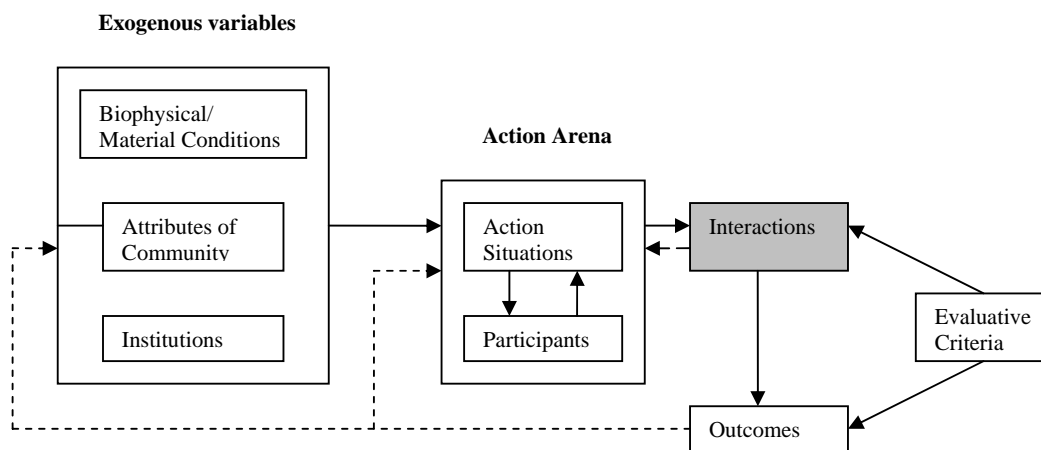 Exogenous variables
Biophysical/
Material Conditions
Attributes of
Community
Institutions
Action Arena
Action
Situations
Participants
Interactions
Outcomes
Evaluative
Criteria